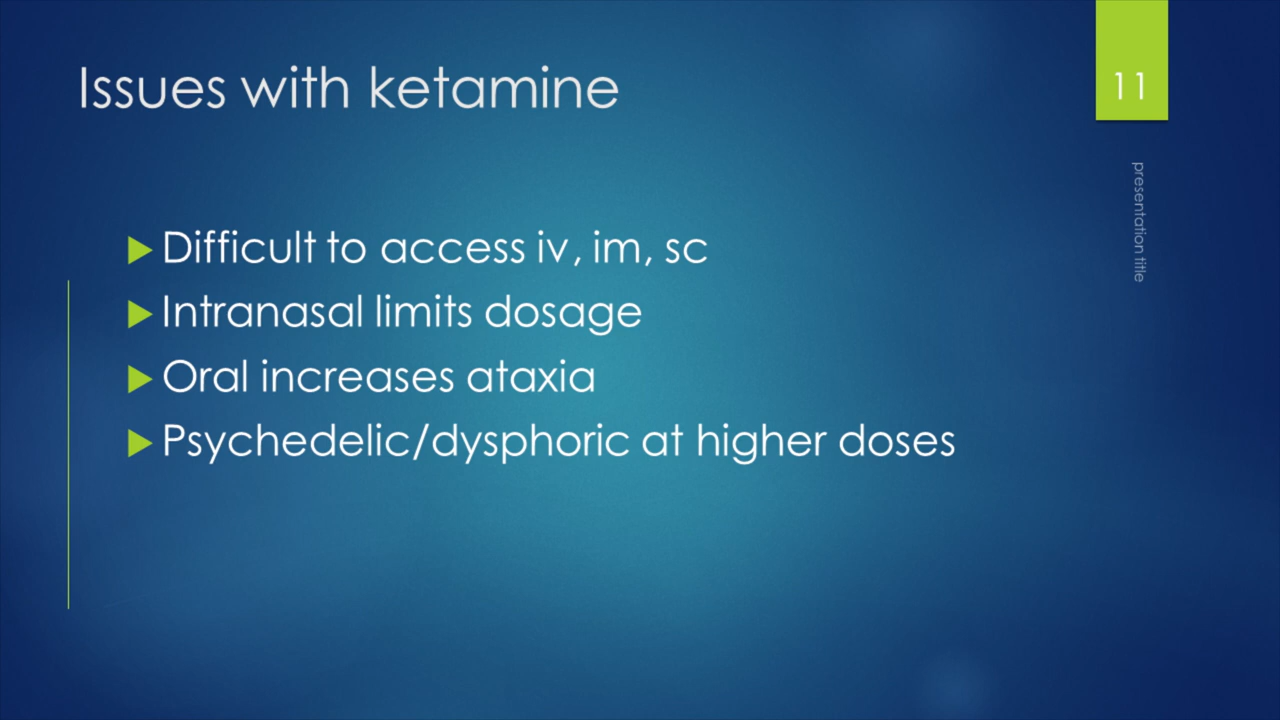 Issues with ketamine
11
presentation title
Difficult to access iv, im, sc
Intranasal limits dosage
Oral increases ataxia
Psychedelic/dysphoric at higher doses